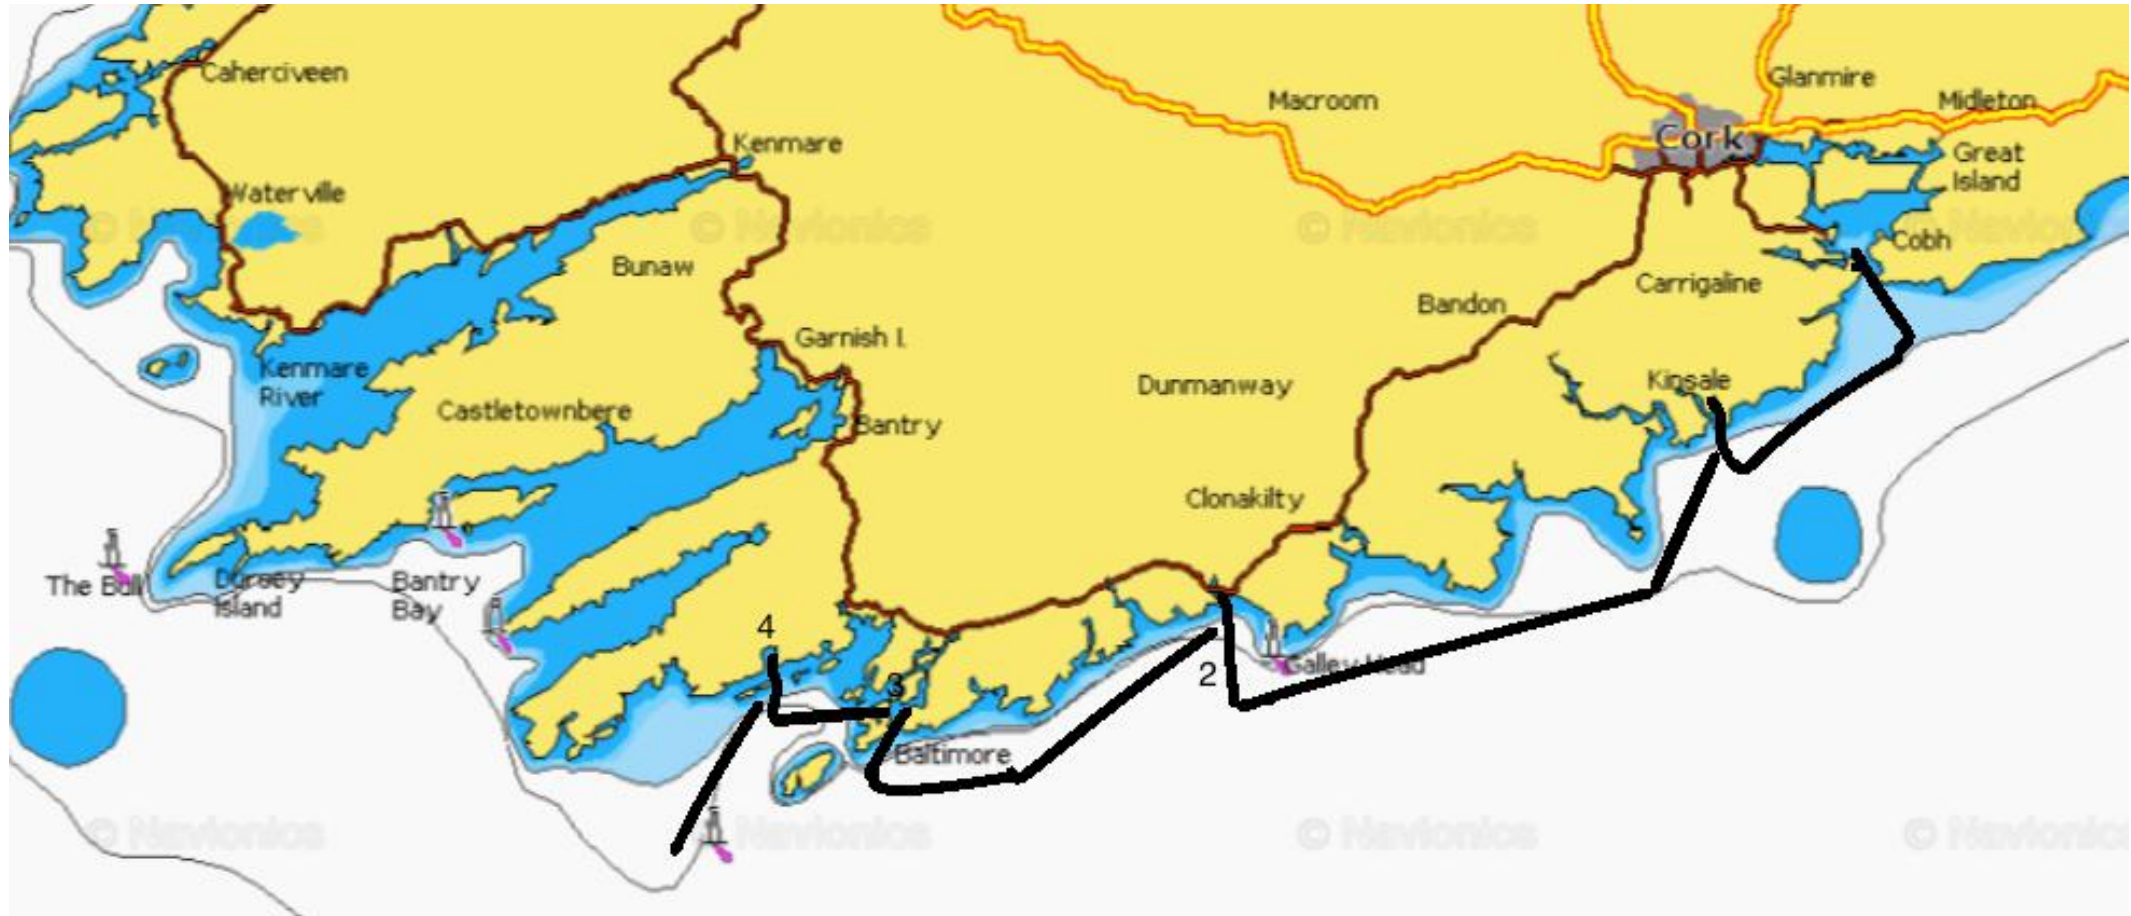 Caherciveen
Glanmire
Macroom
Midleton
Cork
Kenmare
Great
Island
Waterville
© Navionics
© Navionics
© Navionics
© Navionics
Cobh
Bunaw
Carrigaline
Bandon
Garnish I.
Kenmare
River
Kinsale
Dunmanway
Castletownbere
Bantry
Clonakilty
The Bull
Dursey
Island
Bantry
Bay
4
Galley Head
2
3
Baltimore
© Navionics
Navionics
© Navionics
© Navionics